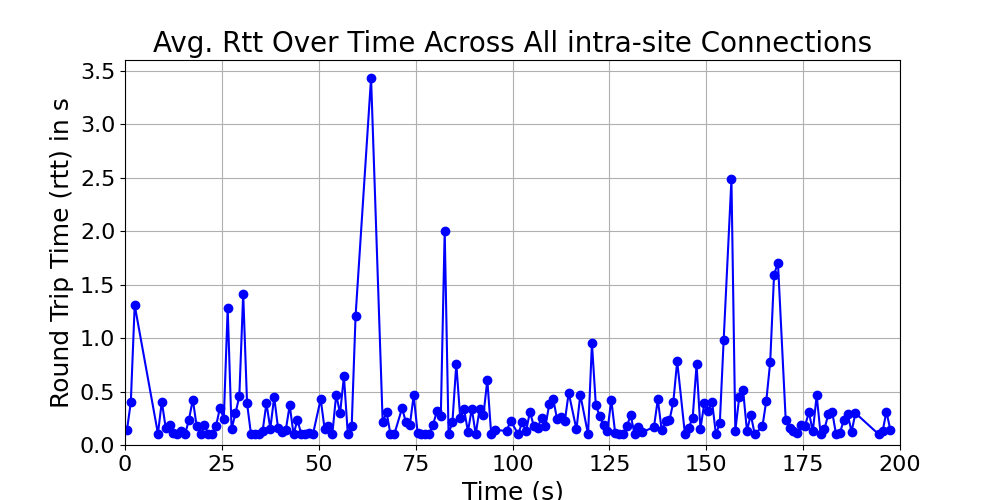 Avg. Rtt Over Time Across All intra-site Connections
Round Trip Time (rtt) in s
3.5
3.0
2.5
2.0
1.5
1.0
0.5
0.0
0 25 50 75 100 125 150 175 200
Time (s)